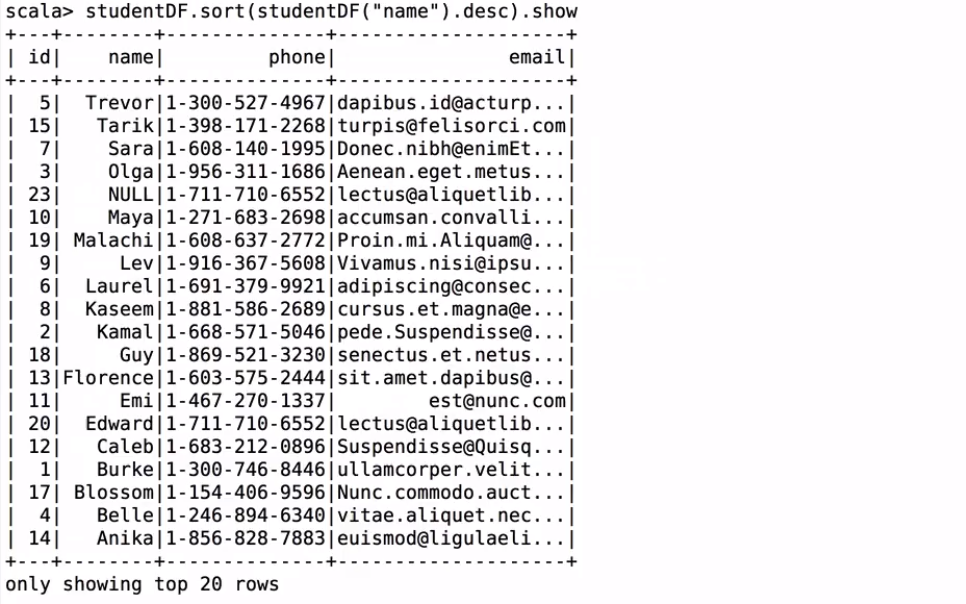 scala> studentDF.sort(studentDF("name").desc).show
+---+--------+--------------+--------------------+
| id|    name|         phone|               email|
+---+--------+--------------+--------------------+
|  5|  Trevor|1-300-527-4967|dapibus.id@acturp...|
| 15|   Tarik|1-398-171-2268|turpis@felisorci.com|
|  7|    Sara|1-608-140-1995|Donec.nibh@enimEt...|
|  3|    Olga|1-956-311-1686|Aenean.eget.metus...|
| 23|    NULL|1-711-710-6552|lectus@aliquetlib...|
| 10|    Maya|1-271-683-2698|accumsan.convalli...|
| 19| Malachi|1-608-637-2772|Proin.mi.Aliquam@...|
|  9|     Lev|1-916-367-5608|Vivamus.nisi@ipsu...|
|  6|  Laurel|1-691-379-9921|adipiscing@consec...|
|  8|  Kaseem|1-881-586-2689|cursus.et.magna@e...|
|  2|   Kamal|1-668-571-5046|pede.Suspendisse@...|
| 18|     Guy|1-869-521-3230|senectus.et.netus...|
| 13|Florence|1-603-575-2444|sit.amet.dapibus@...|
| 11|     Emi|1-467-270-1337|        est@nunc.com|
| 20|  Edward|1-711-710-6552|lectus@aliquetlib...|
| 12|   Caleb|1-683-212-0896|Suspendisse@Quisq...|
|  1|   Burke|1-300-746-8446|ullamcorper.velit...|
| 17| Blossom|1-154-406-9596|Nunc.commodo.auct...|
|  4|   Belle|1-246-894-6340|vitae.aliquet.nec...|
| 14|   Anika|1-856-828-7883|euismod@ligulaeli...|
+---+--------+--------------+--------------------+
only showing top 20 rows